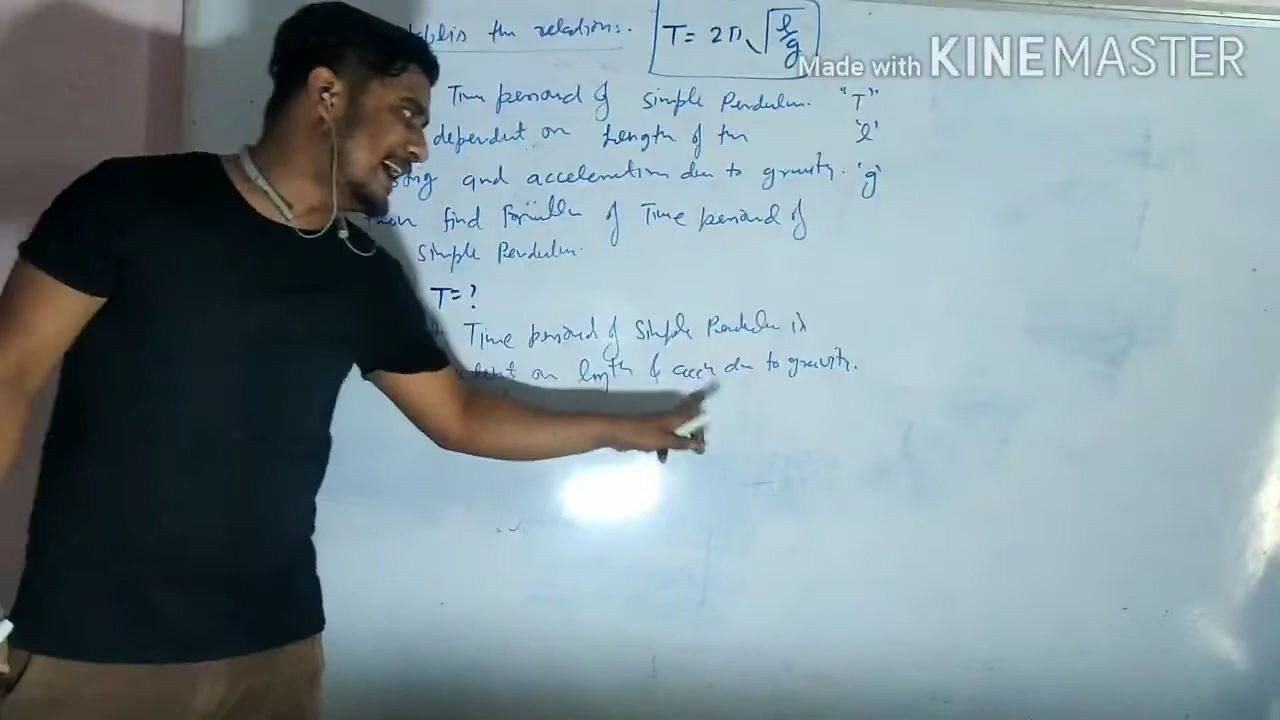 the relation:. T = 2π √l/g
Made with KINEMASTER
Time period of simple Pendulum. "T"
dependent on Length of the 'l'
and acceleration due to gravity. 'g'
find Formula of Time period of
simple Pendulum.
T = ?
Time period of Simple Pendulum is
on length & accn due to gravity.